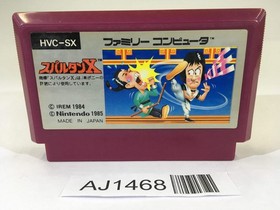 HVC-SX
ファミリーコンピュータ
スパルタンX
© IREM 1984
© Nintendo 1985
MADE IN JAPAN
AJ1468